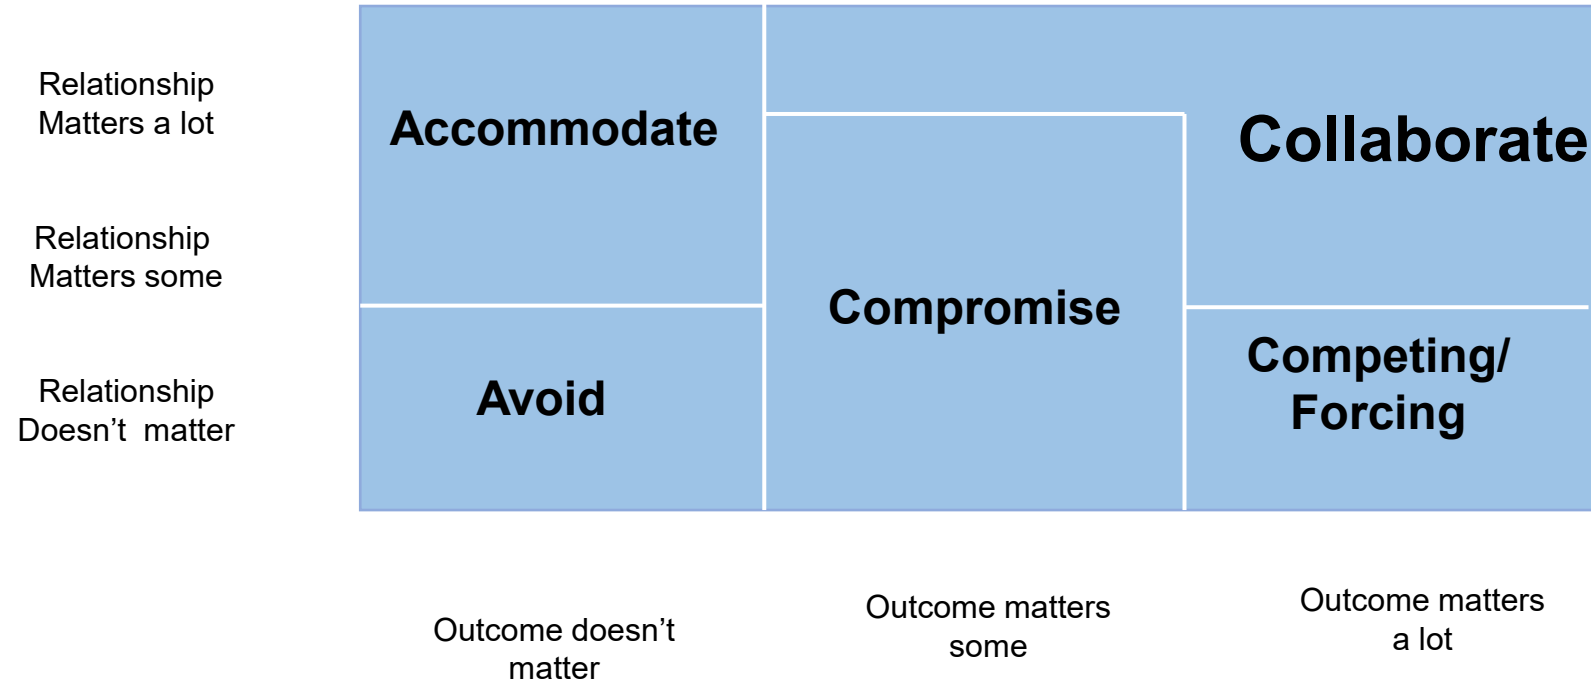 Relationship
Matters a lot
Accommodate
Collaborate
Relationship
Matters some
Compromise
Relationship
Doesn’t  matter
Avoid
Competing/
Forcing
Outcome doesn’t
matter
Outcome matters
some
Outcome matters
a lot